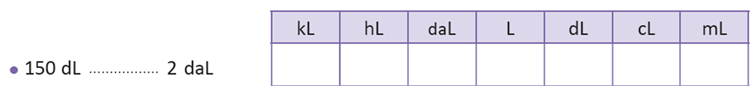 kL hL daL L dL cL mL
• 150 dL ................. 2 daL